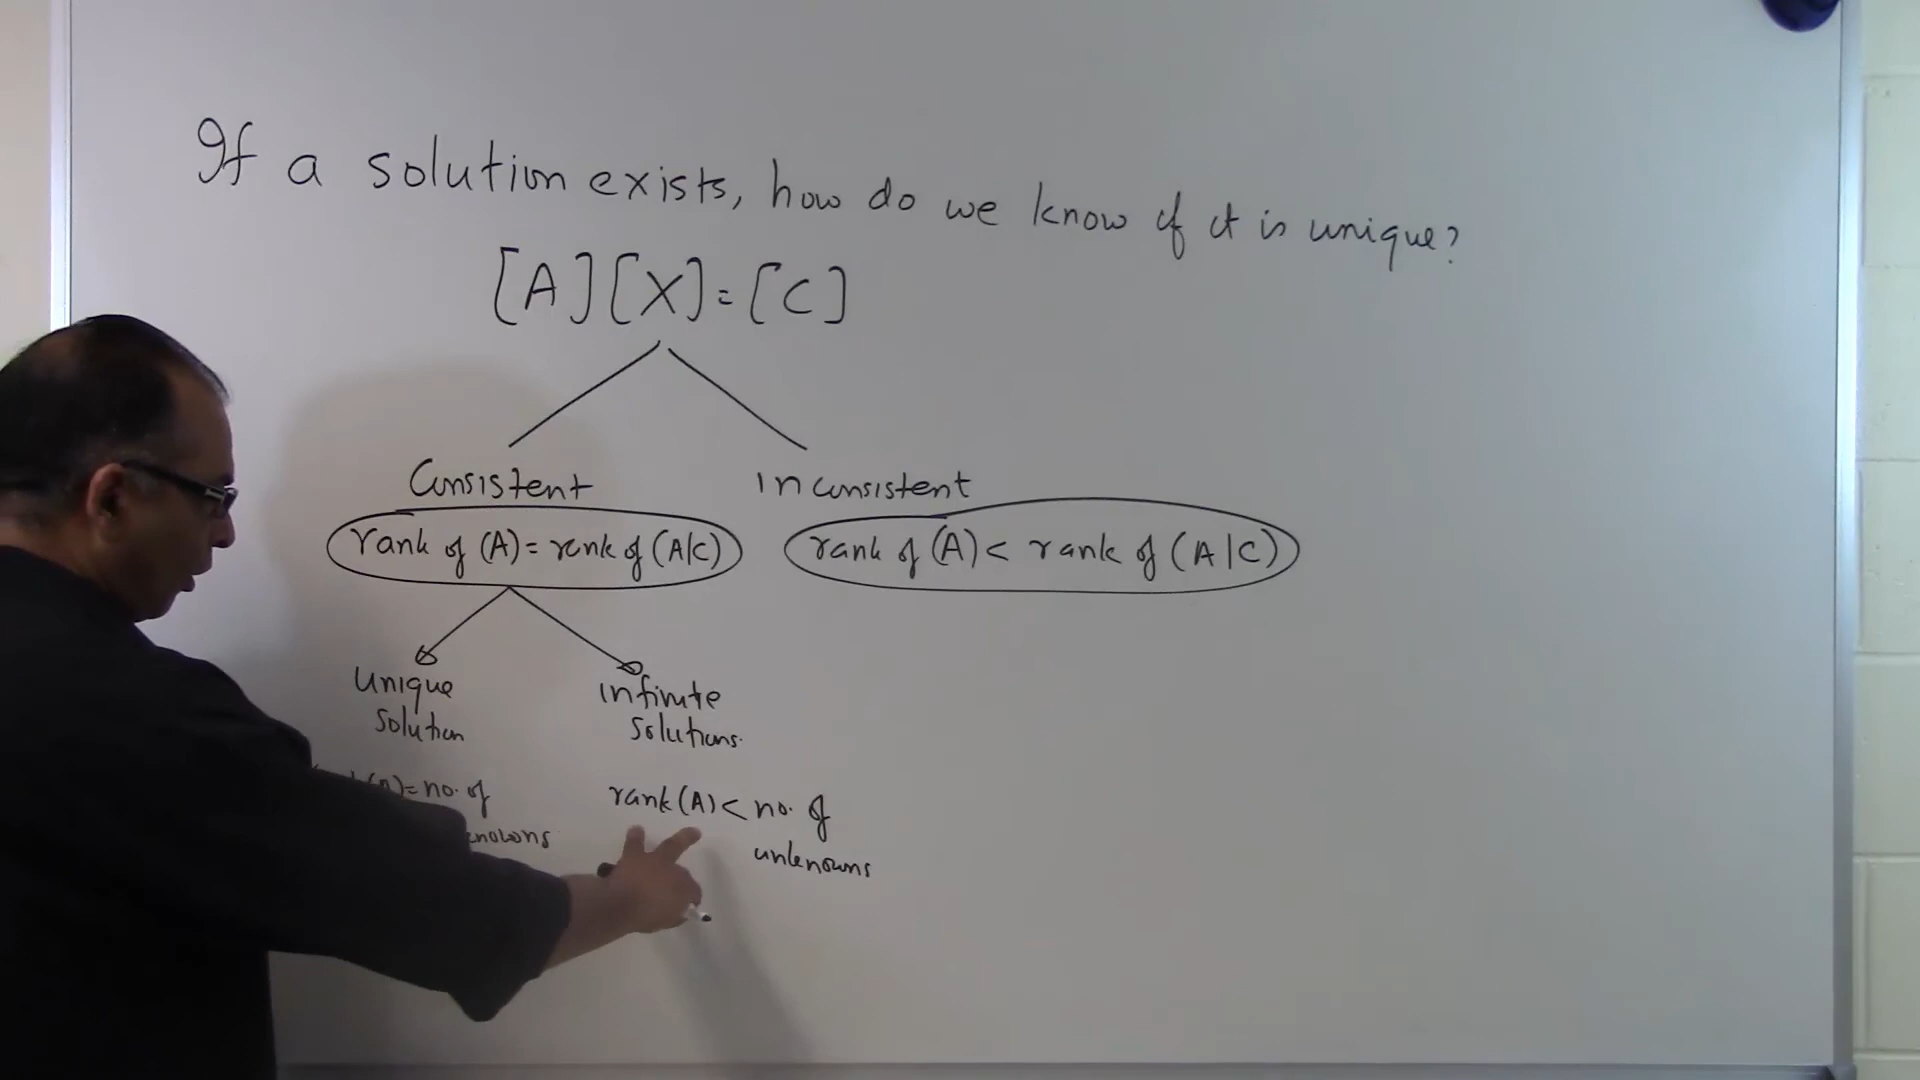 If a solution exists, how do we know if it is unique?
[A][X]=[C]
Consistent
Inconsistent
rank of (A) = rank of (A|C)
rank of (A) < rank of (A|C)
Unique
solution
Infinite
solutions.
(A)= no. of
rank(A) < no. of
unknowns